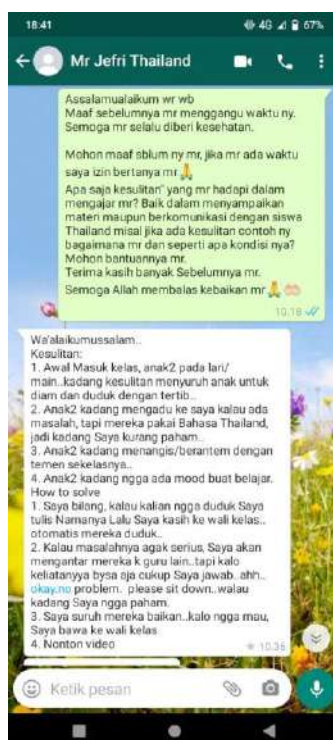 18:41
4G
67%
Mr Jefri Thailand
Assalamualaikum wr wb
Maaf sebelumnya mr menggangu waktu ny.
Semoga mr selalu diberi kesehatan.
Mohon maaf sblum ny mr, jika mr ada waktu
saya izin bertanya mr🙏
Apa saja kesulitan" yang mr hadapi dalam
mengajar mr? Baik dalam menyampaikan
materi maupun berkomunikasi dengan siswa
Thailand misal jika ada kesulitan contoh ny
bagaimana mr dan seperti apa kondisi nya?
Mohon bantuannya mr.
Terima kasih banyak Sebelumnya mr.
Semoga Allah membalas kebaikan mr🙏🤲
10.18
Wa'alaikumussalam..
Kesulitan:
1. Awal Masuk kelas, anak2 pada lari/
main..kadang kesulitan menyuruh anak untuk
diam dan duduk dengan tertib..
2. Anak2 kadang mengadu ke saya kalau ada
masalah, tapi mereka pakai Bahasa Thailand,
jadi kadang Saya kurang paham..
3. Anak2 kadang menangis/berantem dengan
temen sekelasnya..
4. Anak2 kadang ngga ada mood buat belajar.
How to solve
1. Saya bilang, kalau kalian ngga duduk Saya
tulis Namanya Lalu Saya kasih ke wali kelas..
otomatis mereka duduk..
2. Kalau masalahnya agak serius, Saya akan
mengantar mereka k guru lain..tapi kalo
keliatanyya bysa aja cukup Saya jawab. ahh..
okay.no problem. please sit down..walau
kadang Saya ngga paham.
3. Saya suruh mereka baikan..kalo ngga mau,
Saya bawa ke wali kelas
4. Nonton video
10.35
Ketik pesan